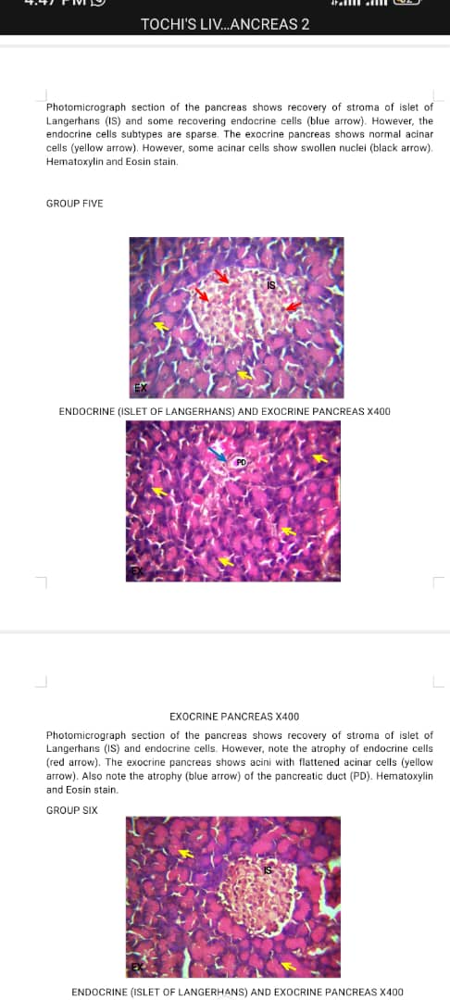 TOCHI'S LIV...ANCREAS 2
Photomicrograph section of the pancreas shows recovery of stroma of islet of
Langerhans (IS) and some recovering endocrine cells (blue arrow). However, the
endocrine cells subtypes are sparse. The exocrine pancreas shows normal acinar
cells (yellow arrow). However, some acinar cells show swollen nuclei (black arrow).
Hematoxylin and Eosin stain.
GROUP FIVE
IS
EX
ENDOCRINE (ISLET OF LANGERHANS) AND EXOCRINE PANCREAS X400
PD
EX
EXOCRINE PANCREAS X400
Photomicrograph section of the pancreas shows recovery of stroma of islet of
Langerhans (IS) and endocrine cells. However, note the atrophy of endocrine cells
(red arrow). The exocrine pancreas shows acini with flattened acinar cells (yellow
arrow). Also note the atrophy (blue arrow) of the pancreatic duct (PD). Hematoxylin
and Eosin stain.
GROUP SIX
IS
EX
ENDOCRINE (ISLET OF LANGERHANS) AND EXOCRINE PANCREAS X400